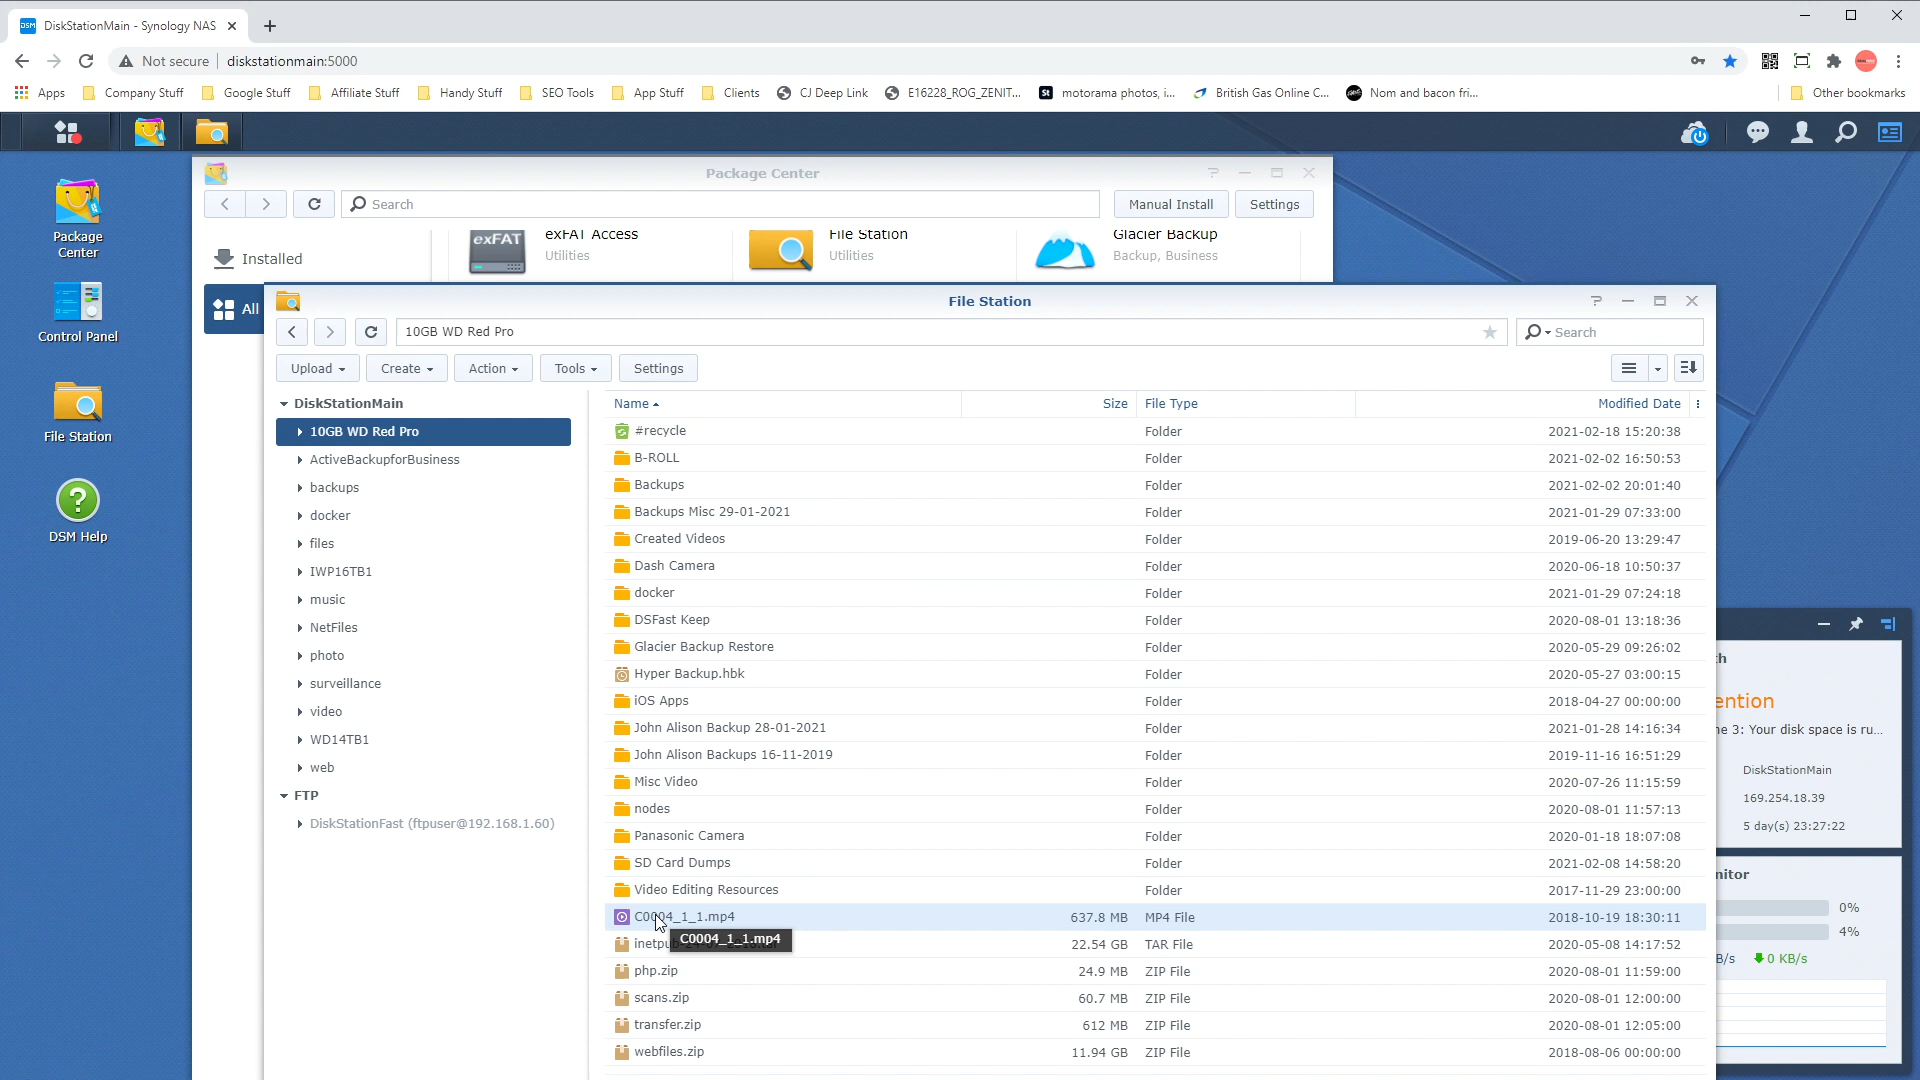 DiskStationMain - Synology NAS
Not secure
diskstationmain:5000
Apps
Company Stuff
Google Stuff
Affiliate Stuff
Handy Stuff
SEO Tools
App Stuff
Clients
CJ Deep Link
E16228_ROG_ZENIT...
motorama photos, i...
British Gas Online C...
Nom and bacon fri...
Other bookmarks
Package Center
Control Panel
File Station
DSM Help
Package Center
Search
Manual Install
Settings
Installed
All
exFAT Access
Utilities
File Station
Utilities
Glacier Backup
Backup, Business
File Station
10GB WD Red Pro
Search
Upload
Create
Action
Tools
Settings
DiskStationMain
10GB WD Red Pro
ActiveBackupforBusiness
backups
docker
files
IWP16TB1
music
NetFiles
photo
surveillance
video
WD14TB1
web
FTP
DiskStationFast (ftpuser@192.168.1.60)
Name Size File Type Modified Date
#recycle Folder 2021-02-18 15:20:38
B-ROLL Folder 2021-02-02 16:50:53
Backups Folder 2021-02-02 20:01:40
Backups Misc 29-01-2021 Folder 2021-01-29 07:33:00
Created Videos Folder 2019-06-20 13:29:47
Dash Camera Folder 2020-06-18 10:50:37
docker Folder 2021-01-29 07:24:18
DSFast Keep Folder 2020-08-01 13:18:36
Glacier Backup Restore Folder 2020-05-29 09:26:02
Hyper Backup.hbk Folder 2020-05-27 03:00:15
iOS Apps Folder 2018-04-27 00:00:00
John Alison Backup 28-01-2021 Folder 2021-01-28 14:16:34
John Alison Backups 16-11-2019 Folder 2019-11-16 16:51:29
Misc Video Folder 2020-07-26 11:15:59
nodes Folder 2020-08-01 11:57:13
Panasonic Camera Folder 2020-01-18 18:07:08
SD Card Dumps Folder 2021-02-08 14:58:20
Video Editing Resources Folder 2017-11-29 23:00:00
C0004_1_1.mp4 637.8 MB MP4 File 2018-10-19 18:30:11
C0004_1_1.mp4
22.54 GB TAR File 2020-05-08 14:17:52
php.zip 24.9 MB ZIP File 2020-08-01 11:59:00
scans.zip 60.7 MB ZIP File 2020-08-01 12:00:00
transfer.zip 612 MB ZIP File 2020-08-01 12:05:00
webfiles.zip 11.94 GB ZIP File 2018-08-06 00:00:00
th
ention
ne 3: Your disk space is ru...
DiskStationMain
169.254.18.39
5 day(s) 23:27:22
nitor
0%
4%
B/s 0 KB/s